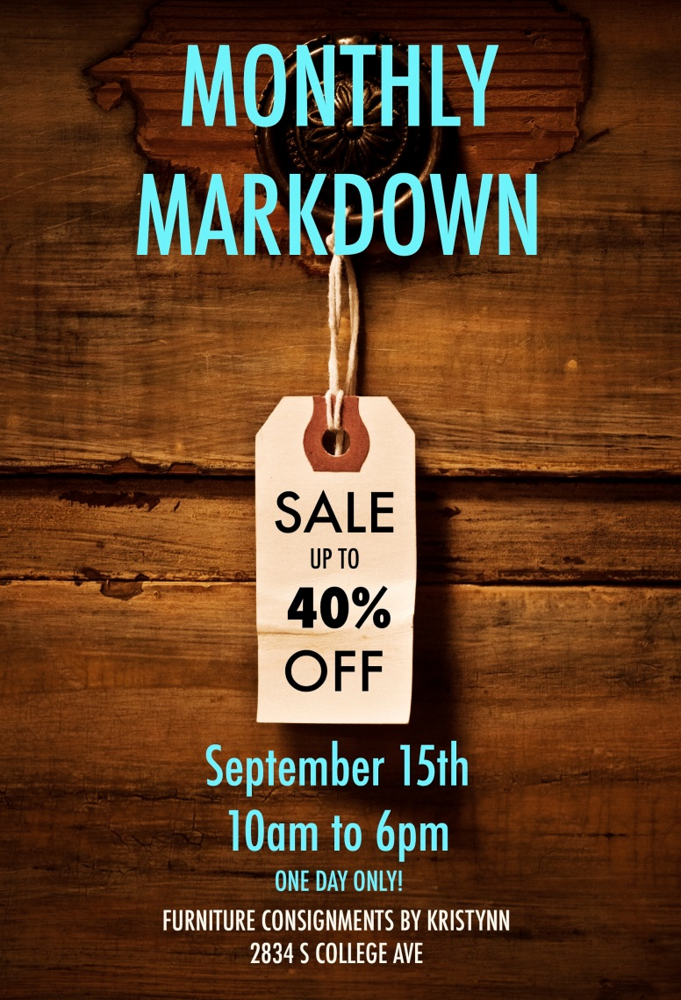 MONTHLY
MARKDOWN
SALE
UP TO
40%
OFF
September 15th
10am to 6pm
ONE DAY ONLY!
FURNITURE CONSIGNMENTS BY KRISTYNN
2834 S COLLEGE AVE